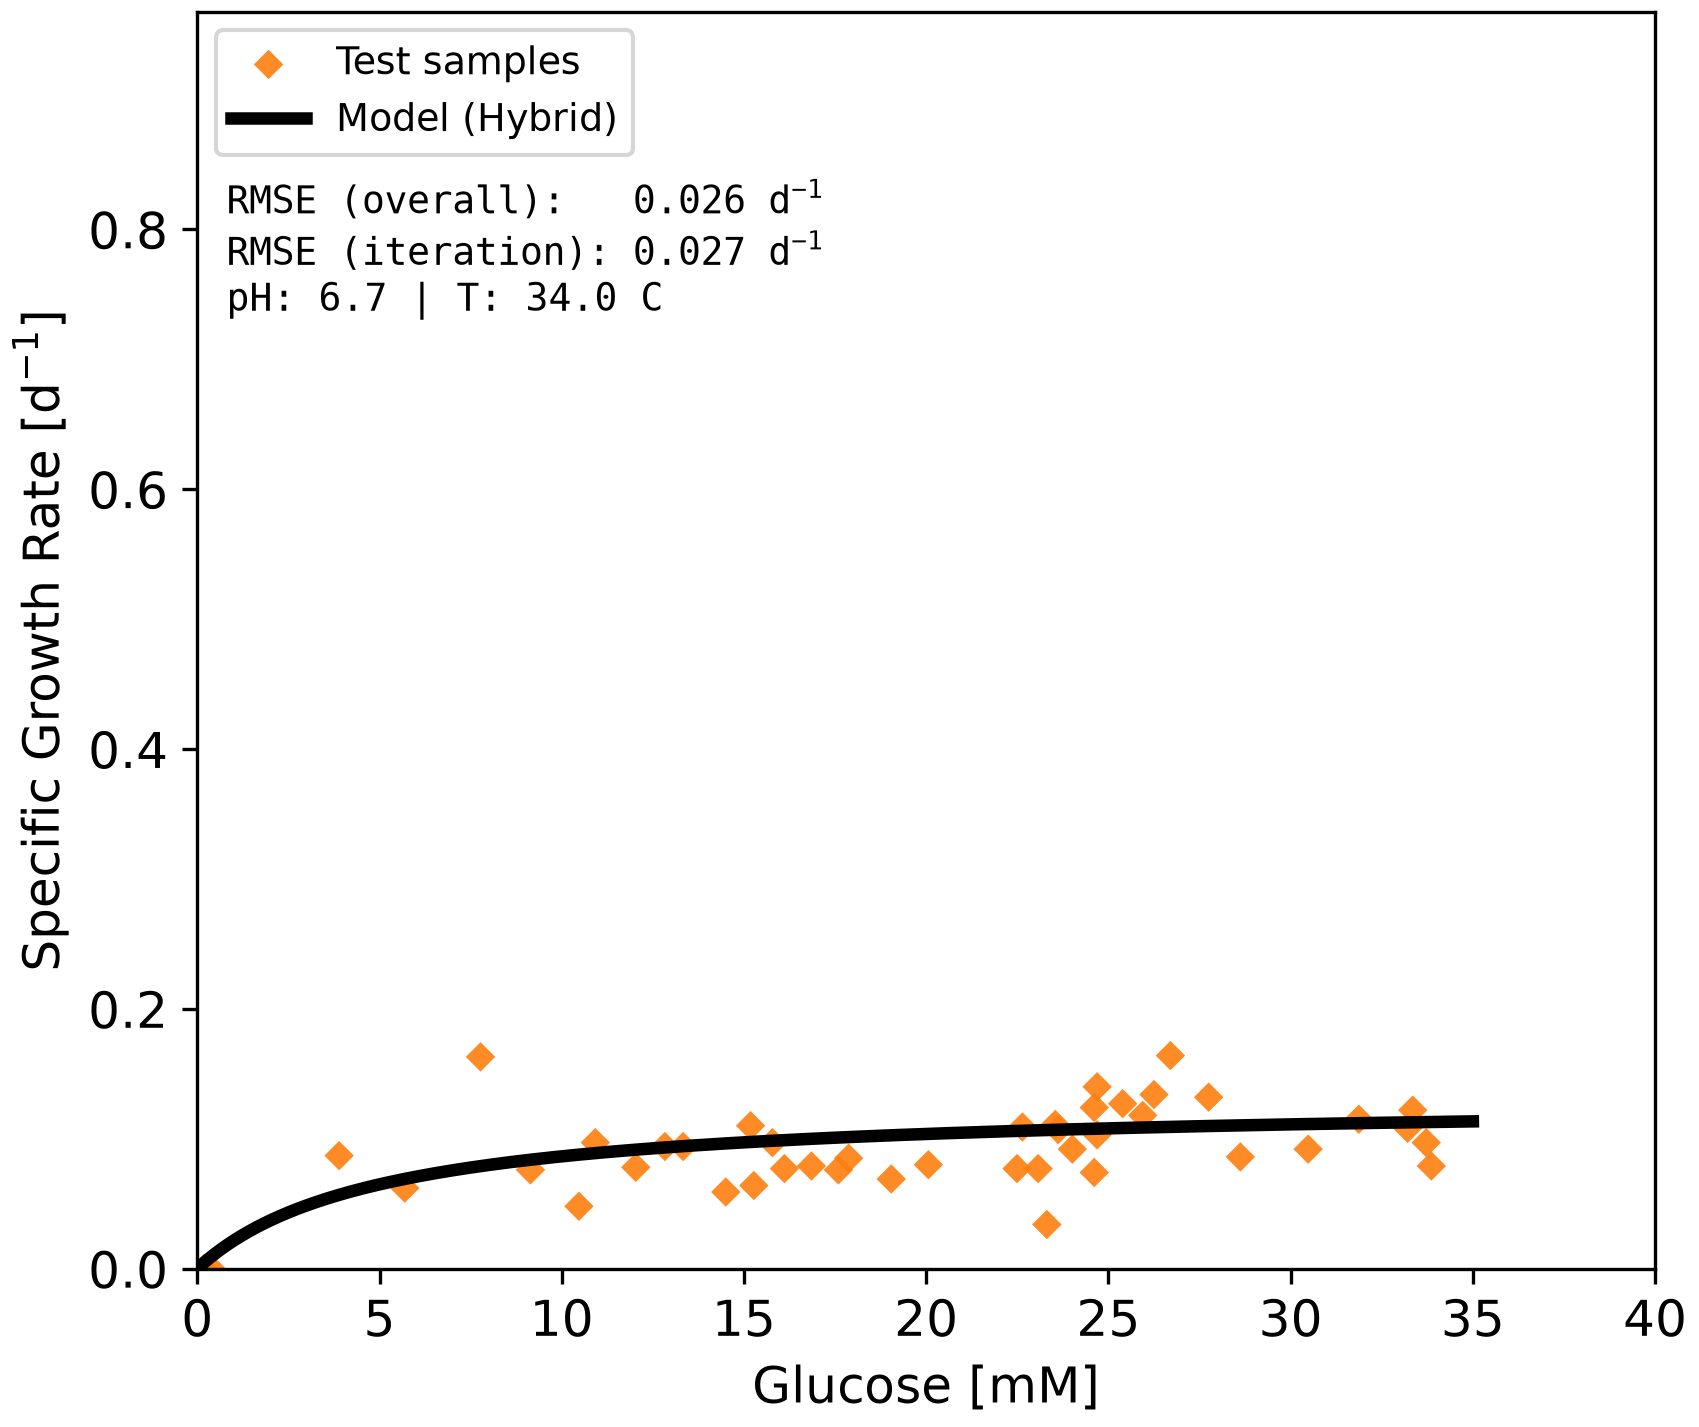 Test samples
Model (Hybrid)
RMSE (overall):   0.026 d⁻¹
RMSE (iteration): 0.027 d⁻¹
pH: 6.7 | T: 34.0 C
Specific Growth Rate [d⁻¹]
0.8
0.6
0.4
0.2
0.0
0 5 10 15 20 25 30 35 40
Glucose [mM]